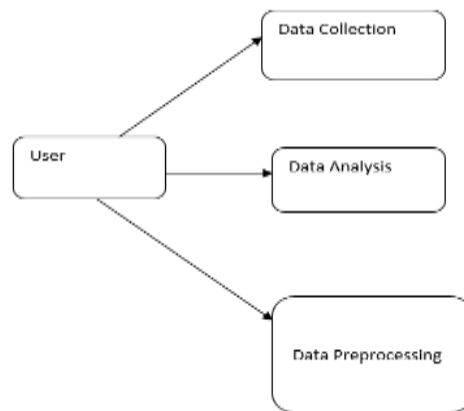 Data Collection
User
Data Analysis
Data Preprocessing